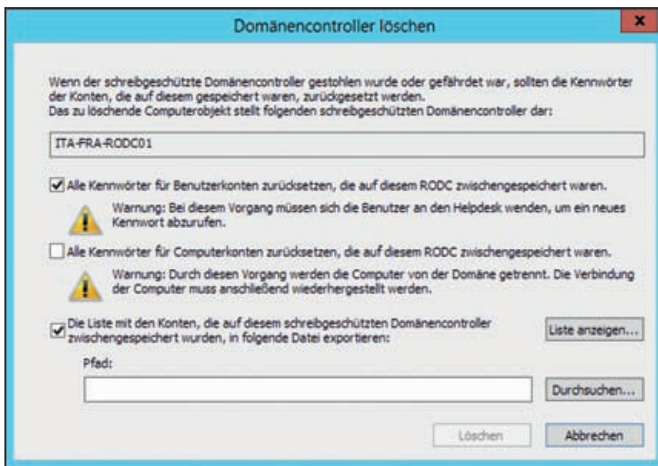 Domänencontroller löschen
x
Wenn der schreibgeschützte Domänencontroller gestohlen wurde oder gefährdet war, sollten die Kennwörter
der Konten, die auf diesem gespeichert waren, zurückgesetzt werden.
Das zu löschende Computerobjekt stellt folgenden schreibgeschützten Domänencontroller dar:
ITA-FRA-RODC01
Alle Kennwörter für Benutzerkonten zurücksetzen, die auf diesem RODC zwischengespeichert waren.
Warnung: Bei diesem Vorgang müssen sich die Benutzer an den Helpdesk wenden, um ein neues
Kennwort abzurufen.
Alle Kennwörter für Computerkonten zurücksetzen, die auf diesem RODC zwischengespeichert waren.
Warnung: Durch diesen Vorgang werden die Computer von der Domäne getrennt. Die Verbindung
der Computer muss anschließend wiederhergestellt werden.
Die Liste mit den Konten, die auf diesem schreibgeschützten Domänencontroller
zwischengespeichert wurden, in folgende Datei exportieren:
Liste anzeigen...
Pfad:
Durchsuchen...
Löschen
Abbrechen